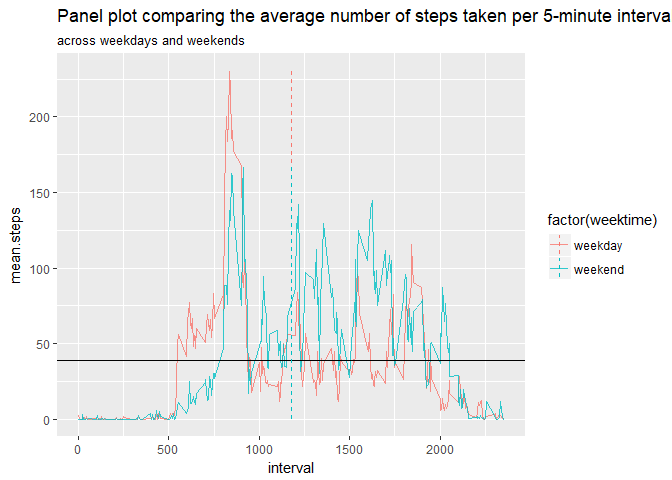 Panel plot comparing the average number of steps taken per 5-minute interva
across weekdays and weekends
mean.steps
200
150
100
50
0
0 500 1000 1500 2000
interval
factor(weektime)
weekday
weekend